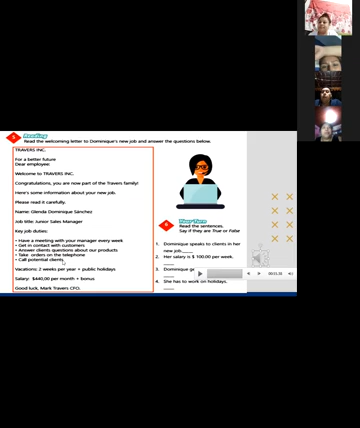 5
Reading
Read the welcoming letter to Dominique's new job and answer the questions below.
TRAVERS INC.
For a better future
Dear employee:
Welcome to TRAVERS INC.
Congratulations, you are now part of the Travers family!
Here's some information about your new job,
Please read it carefully.
Name: Glenda Dominique Sánchez
Job title: Junior Sales Manager
Key job duties:
• Have a meeting with your manager every week
• Get in contact with customers
• Answer clients questions about our products
• Take orders on the telephone
• Call potential clients
Vacations: 2 weeks per year + public holidays
Salary: $440,00 per month + bonus
Good luck, Mark Travers CFO.
Your Turn
Read the sentences.
Say if they are True or False
1. Dominique speaks to clients in her
new job.____
2. Her salary is $ 100.00 per week.
____
3. Dominique
____
4. She has to work on holidays.
____